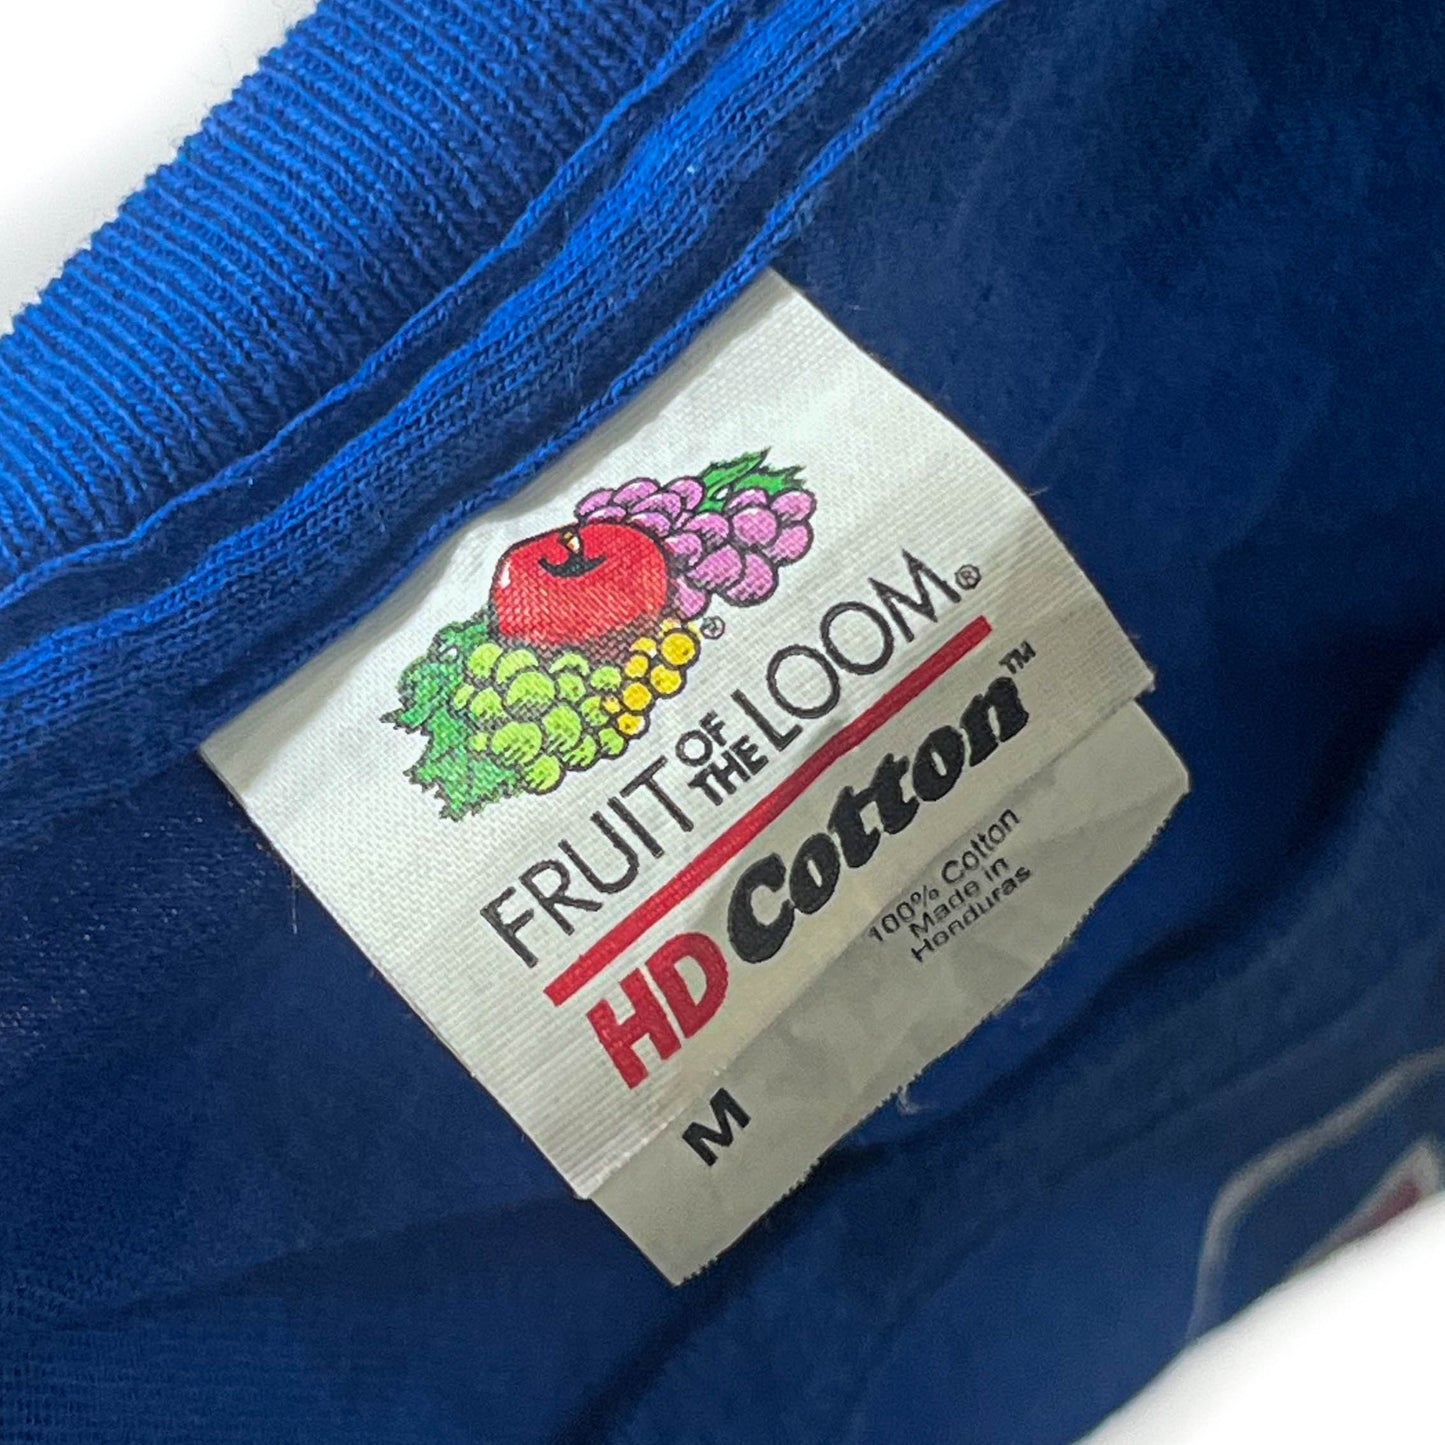 FRUIT OF THE LOOM®
HD Cotton™
100% Cotton
Made in
Honduras
M